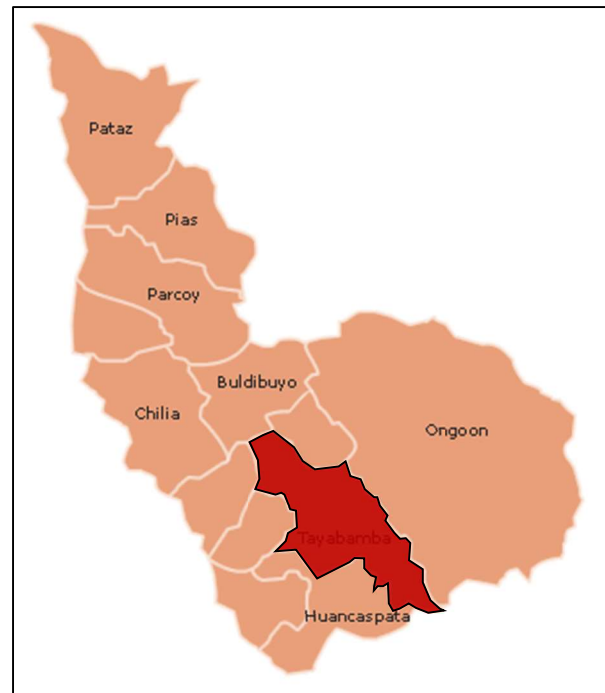 Pataz
Pias
Parcoy
Buldibuyo
Chilia
Ongoon
Tayabamba
Huancaspata